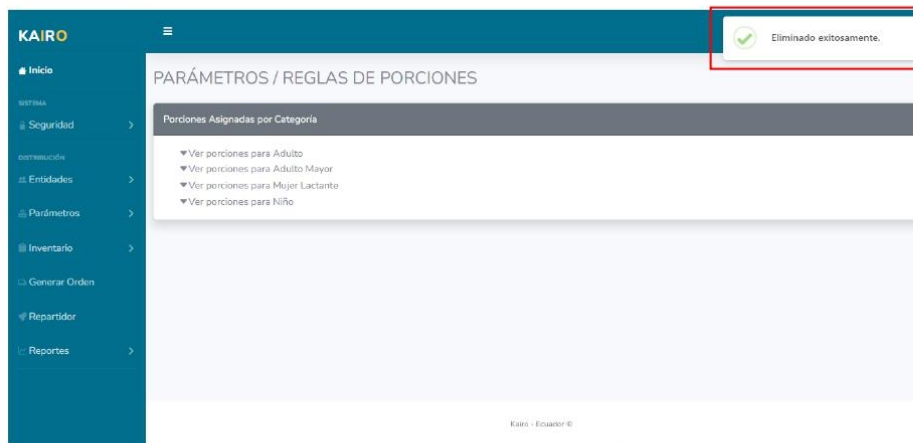 KAIRO
Eliminado exitosamente.
Inicio
PARÁMETROS / REGLAS DE PORCIONES
SISTEMA
Seguridad
Porciones Asignadas por Categoría
DISTRIBUCIÓN
Entidades
Parámetros
Inventario
Generar Orden
Repartidor
Reportes
Ver porciones para Adulto
Ver porciones para Adulto Mayor
Ver porciones para Mujer Lactante
Ver porciones para Niño
Kairo - Ecuador ©